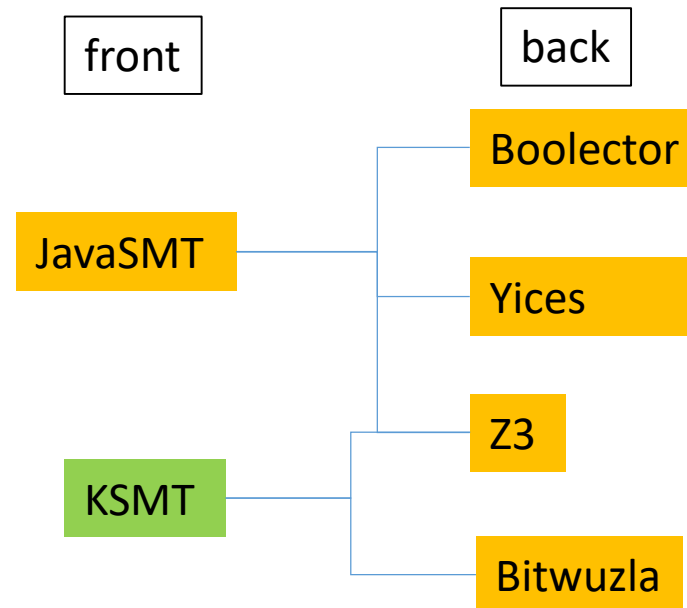 front
back
Boolector
JavaSMT
Yices
Z3
KSMT
Bitwuzla